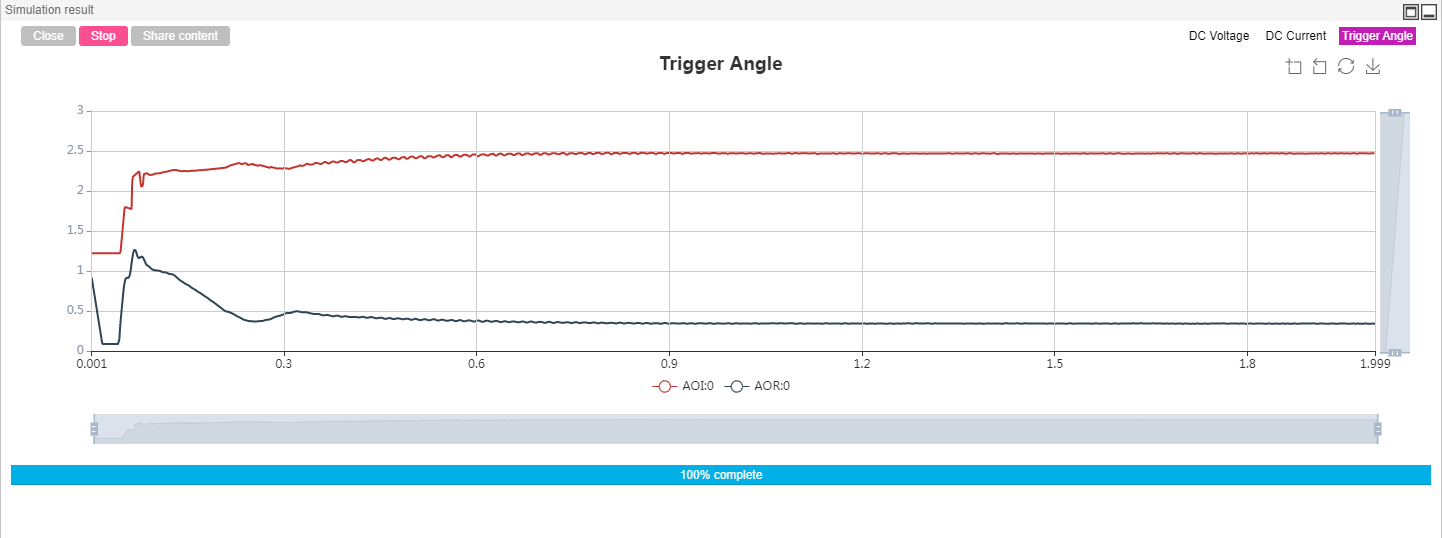 Simulation result
Close Stop Share content DC Voltage DC Current Trigger Angle
Trigger Angle
3
2.5
2
1.5
1
0.5
0
0.001 0.3 0.6 0.9 1.2 1.5 1.8 1.999
AOI:0 AOR:0
100% complete